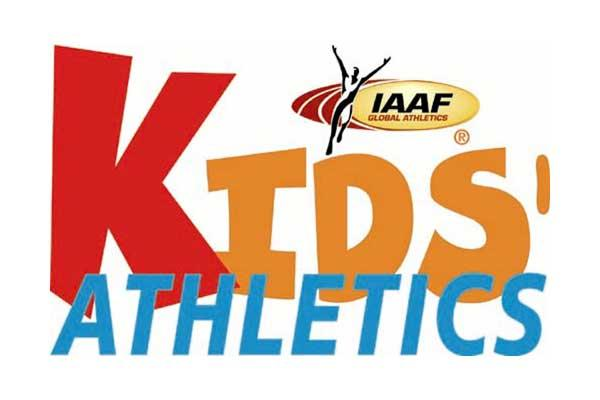 IAAF
GLOBAL ATHLETICS
®
KIDS'
ATHLETICS